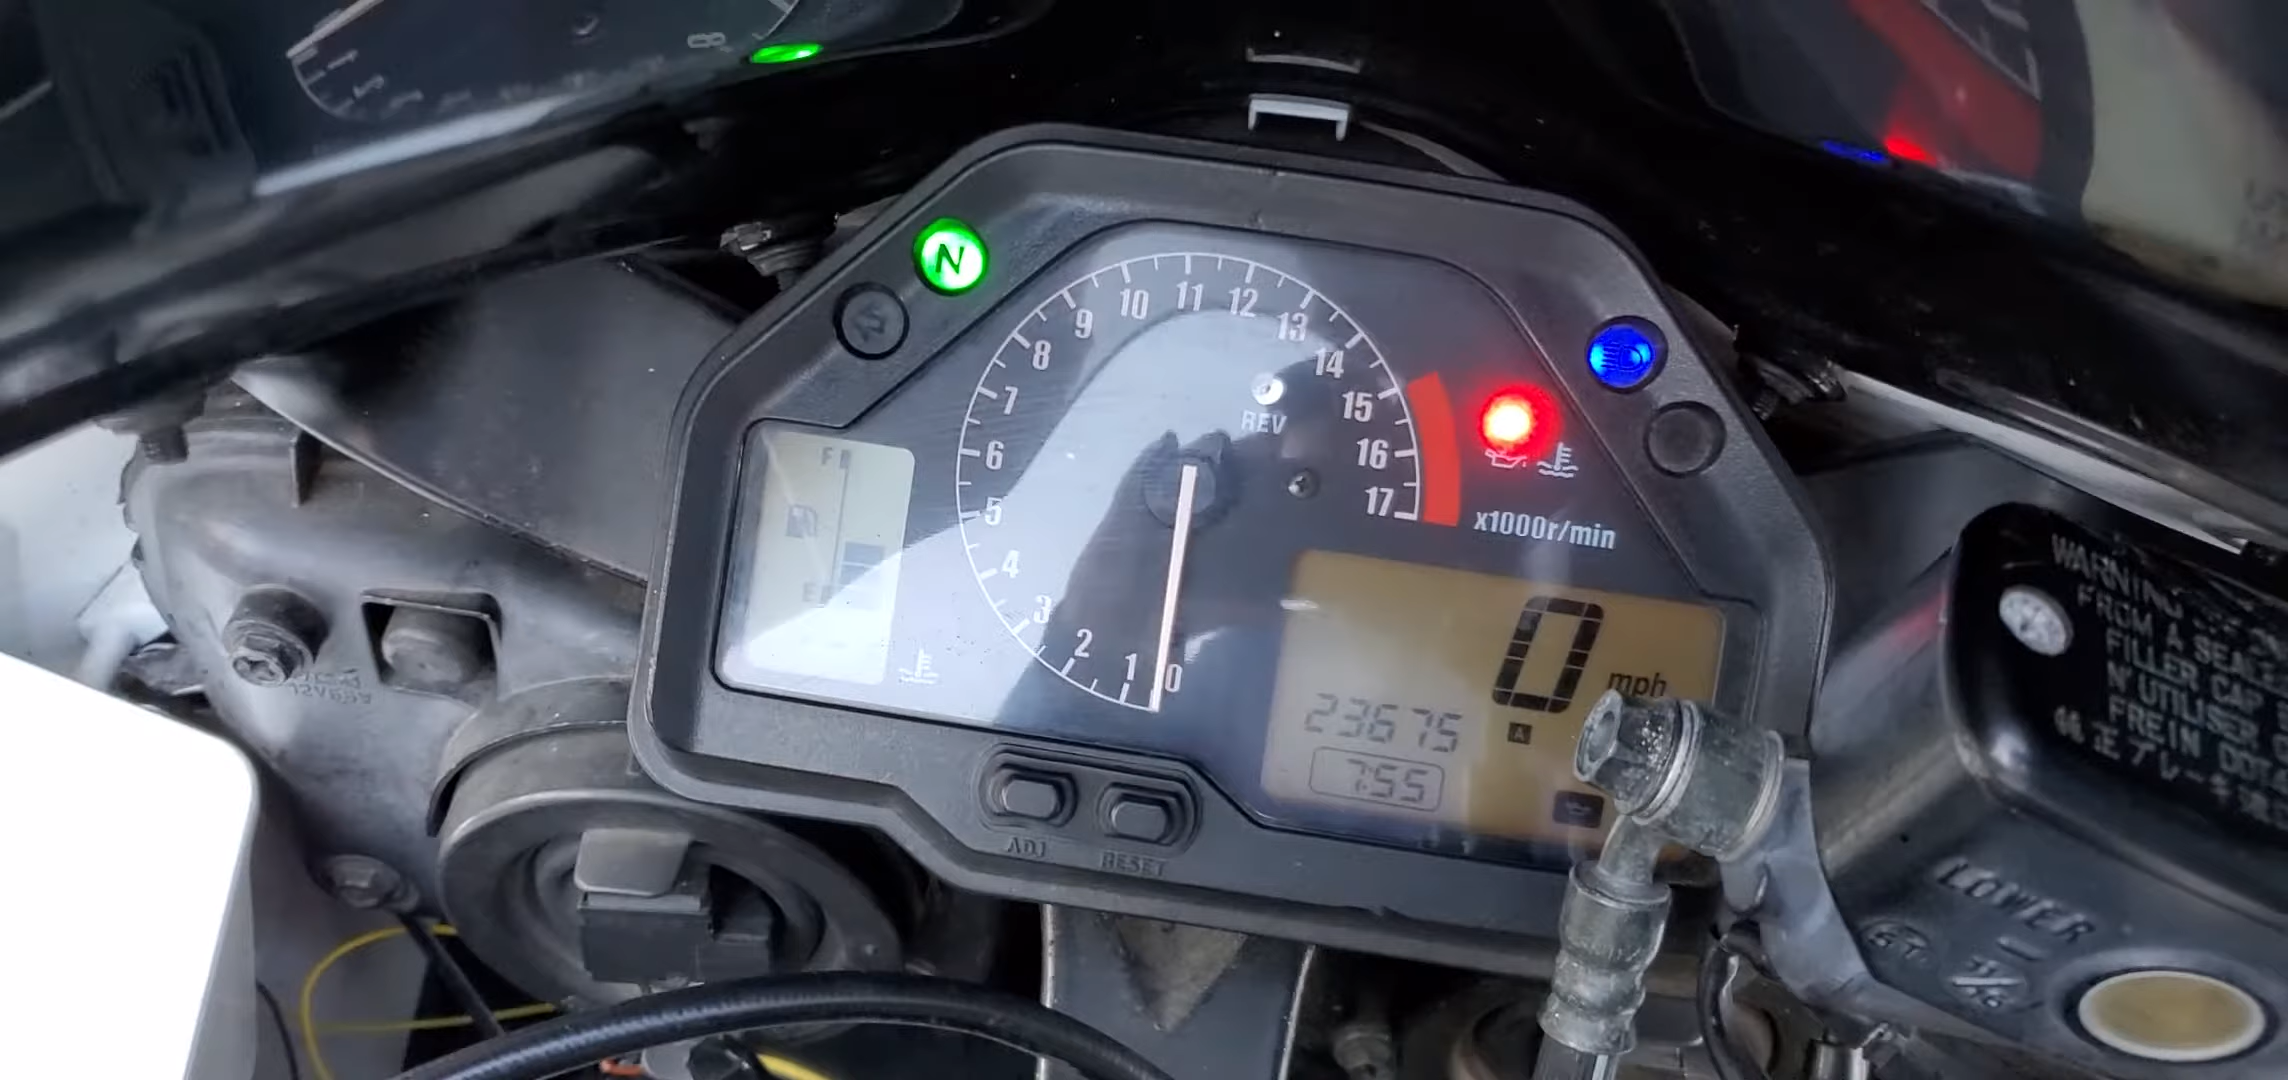 N
10 11 12
9 13
8 14
7 15
REV
6 16
5 17
4 x1000r/min
3
2
1 0
F
E
0 mph
23675
A
7:55
ADJ RESET
WARNING
FROM A SEALED
FILLER CAP
N'UTILISER
FREIN DOT4
LOWER